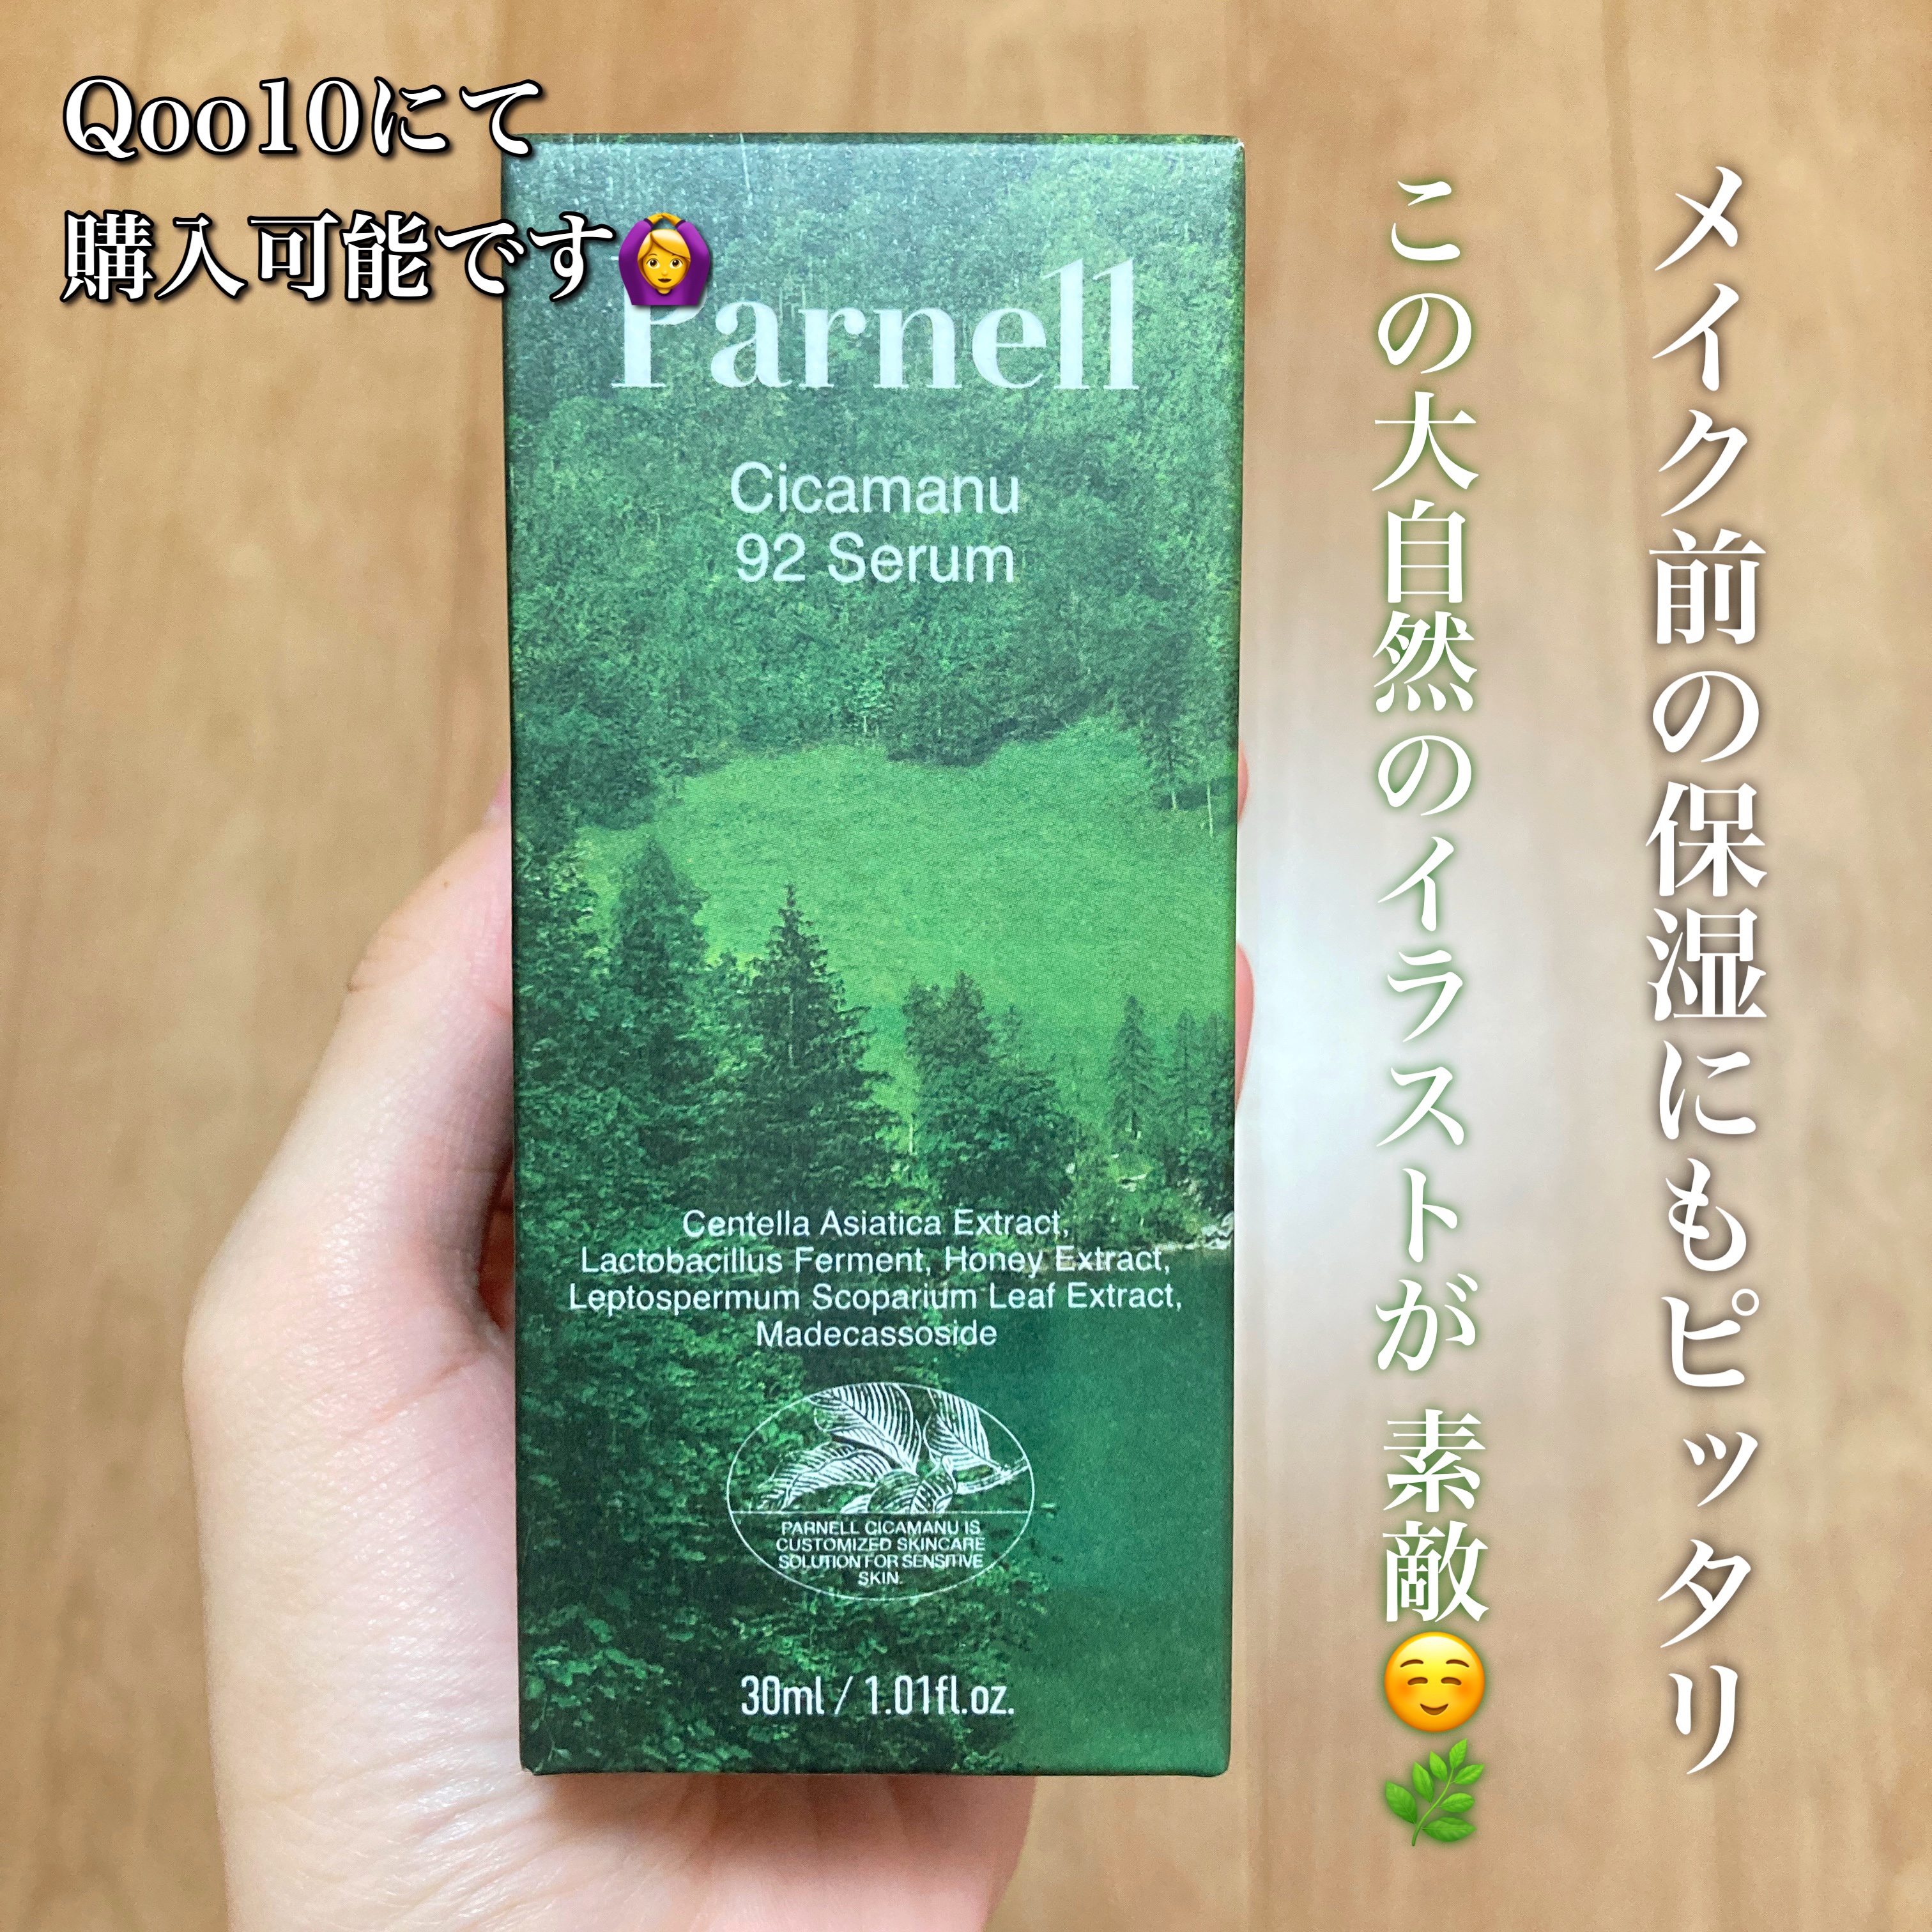 Qoo10にて
購入可能です🙆
メイク前の保湿にもピッタリ
この大自然のイラストが 素敵☺️🌿
Parnell
Cicamanu
92 Serum
Centella Asiatica Extract,
Lactobacillus Ferment, Honey Extract,
Leptospermum Scoparium Leaf Extract,
Madecassoside
PARNELL CICAMANU IS
CUSTOMIZED SKINCARE
SOLUTION FOR SENSITIVE
SKIN.
30ml / 1.01fl.oz.